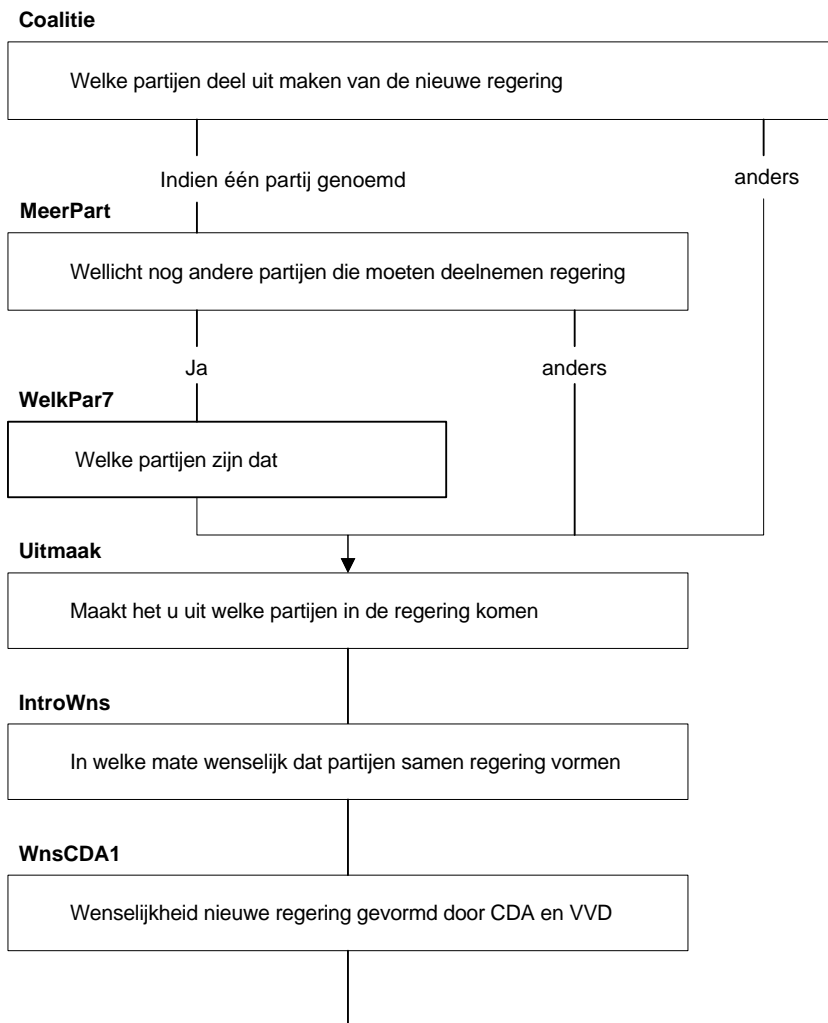 Coalitie
Welke partijen deel uit maken van de nieuwe regering
Indien één partij genoemd
anders
MeerPart
Wellicht nog andere partijen die moeten deelnemen regering
Ja
anders
WelkPar7
Welke partijen zijn dat
Uitmaak
Maakt het u uit welke partijen in de regering komen
IntroWns
In welke mate wenselijk dat partijen samen regering vormen
WnsCDA1
Wenselijkheid nieuwe regering gevormd door CDA en VVD